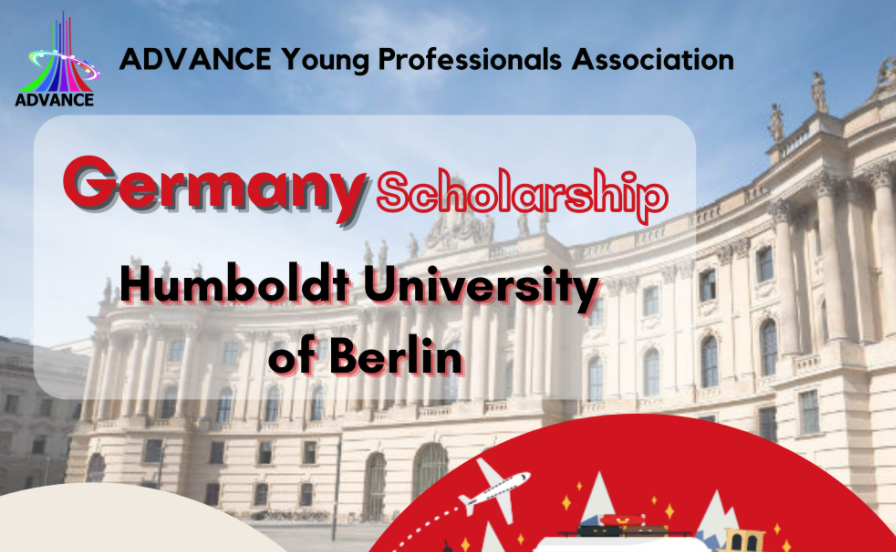 ADVANCE
ADVANCE Young Professionals Association
Germany Scholarship
Humboldt University
of Berlin